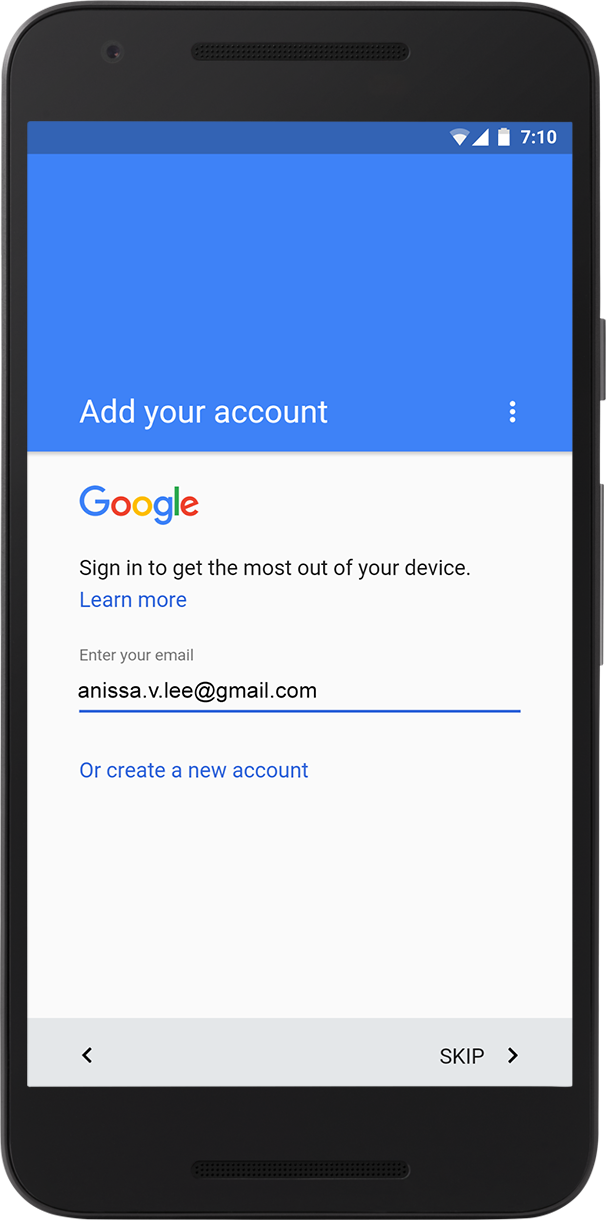 7:10
Add your account
Google
Sign in to get the most out of your device.
Learn more
Enter your email
anissa.v.lee@gmail.com
Or create a new account
SKIP